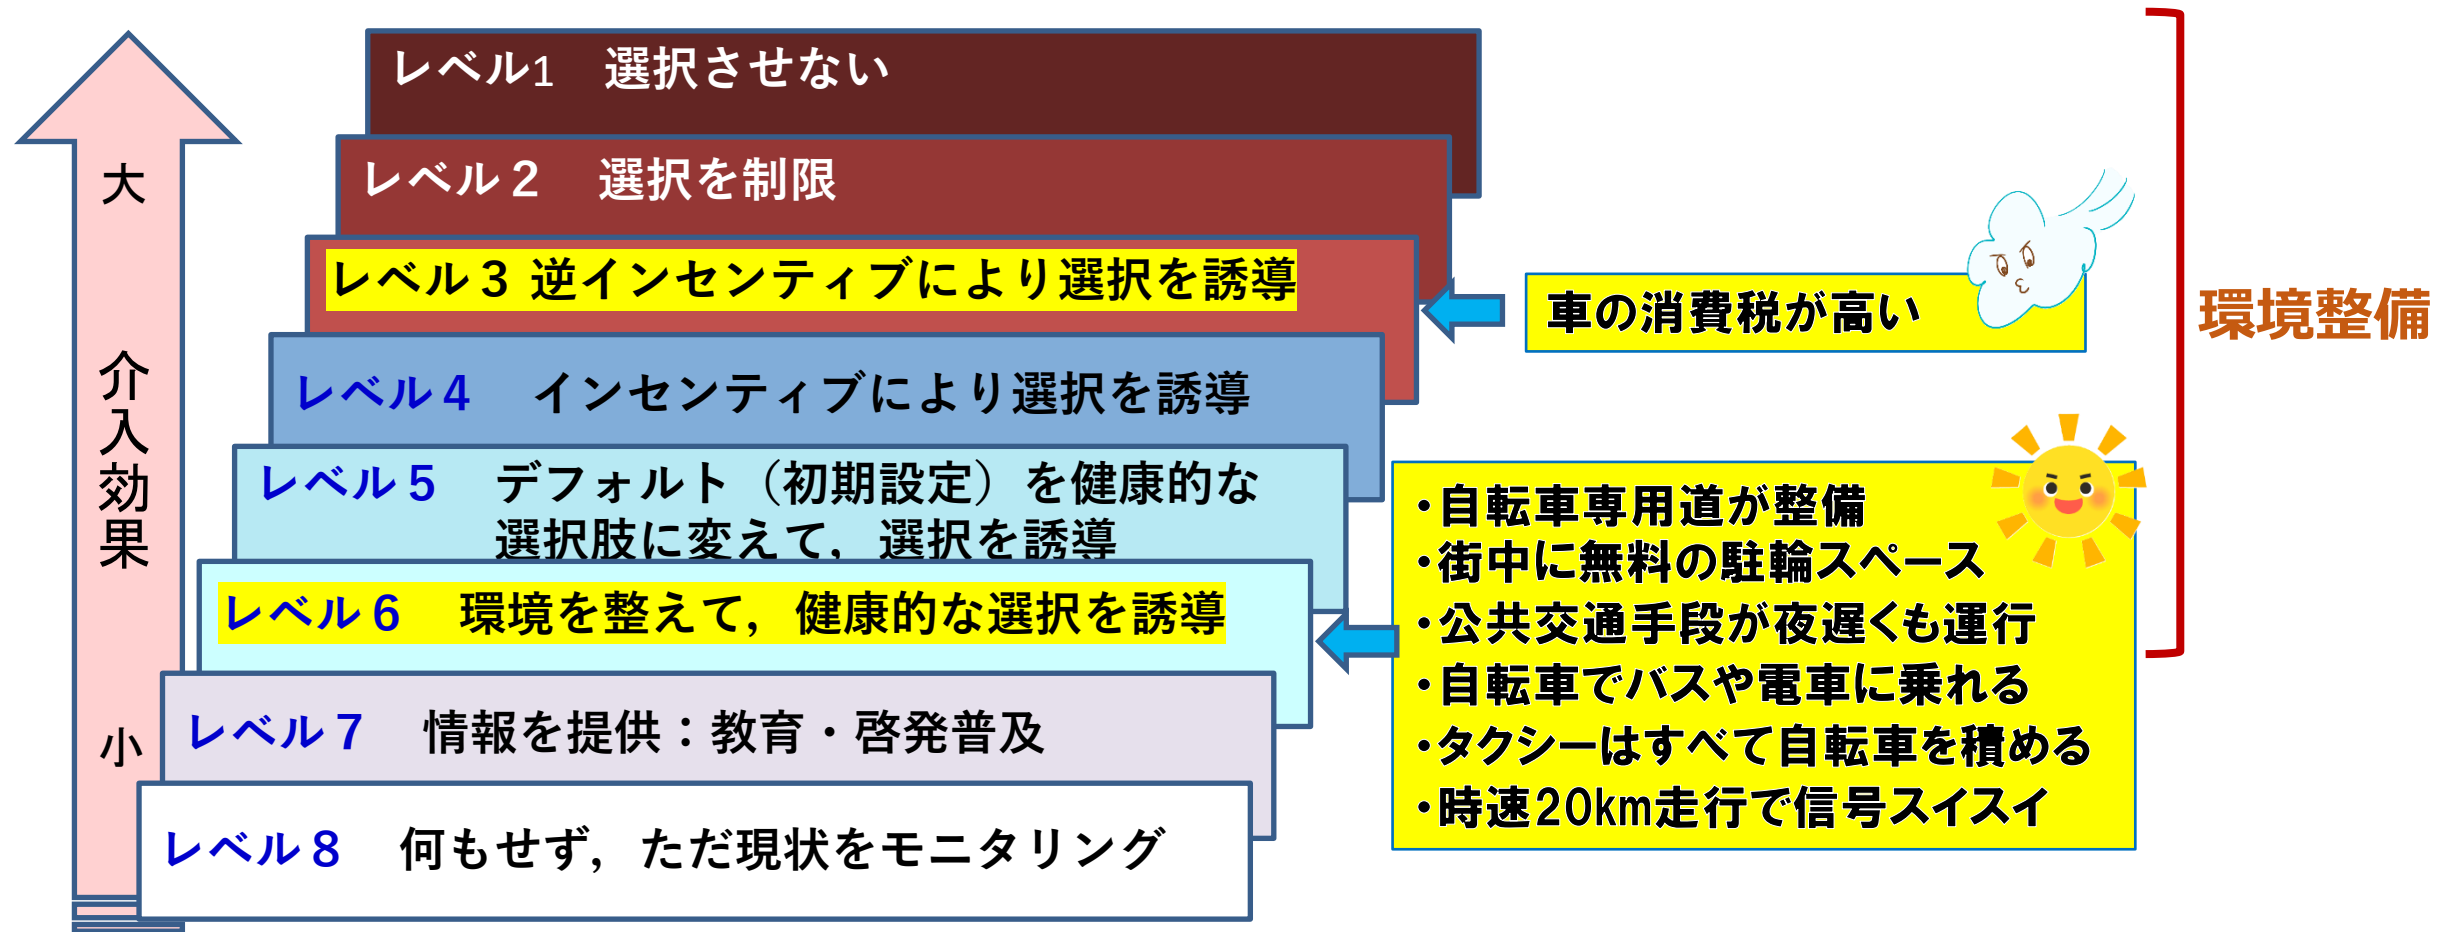 大
介入効果
小
レベル1 選択させない
レベル２ 選択を制限
レベル３ 逆インセンティブにより選択を誘導
レベル４ インセンティブにより選択を誘導
レベル５ デフォルト（初期設定）を健康的な
選択肢に変えて，選択を誘導
レベル６ 環境を整えて，健康的な選択を誘導
レベル７ 情報を提供：教育・啓発普及
レベル８ 何もせず，ただ現状をモニタリング
車の消費税が高い
・自転車専用道が整備
・街中に無料の駐輪スペース
・公共交通手段が夜遅くも運行
・自転車でバスや電車に乗れる
・タクシーはすべて自転車を積める
・時速20km走行で信号スイスイ
環境整備